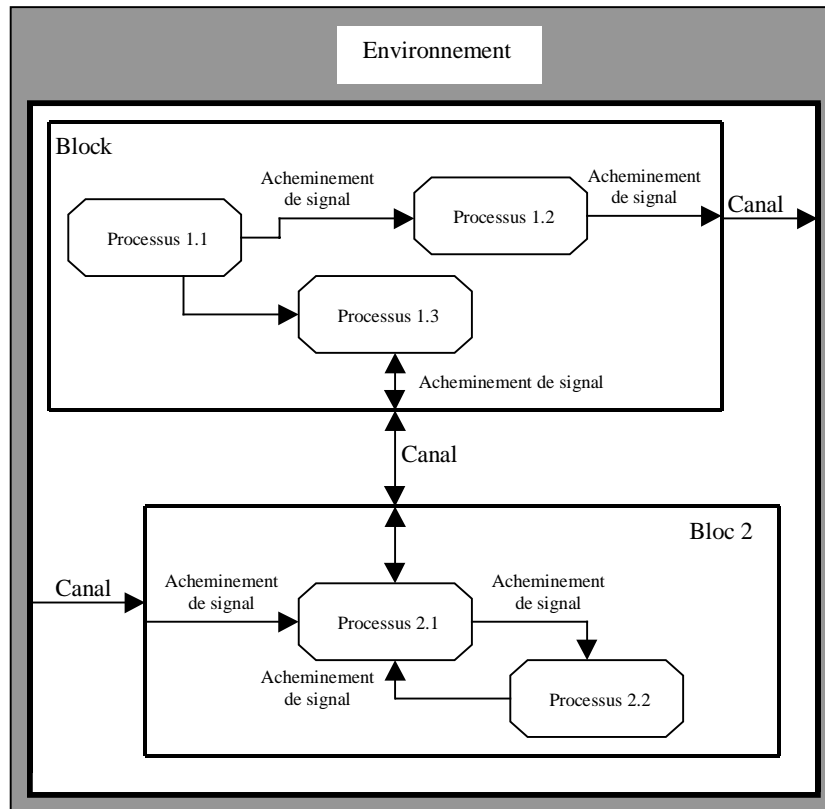 Environnement
Block
Acheminement
de signal
Acheminement
de signal
Canal
Processus 1.2
Processus 1.1
Processus 1.3
Acheminement de signal
Canal
Bloc 2
Canal
Acheminement
de signal
Acheminement
de signal
Processus 2.1
Acheminement
de signal
Processus 2.2